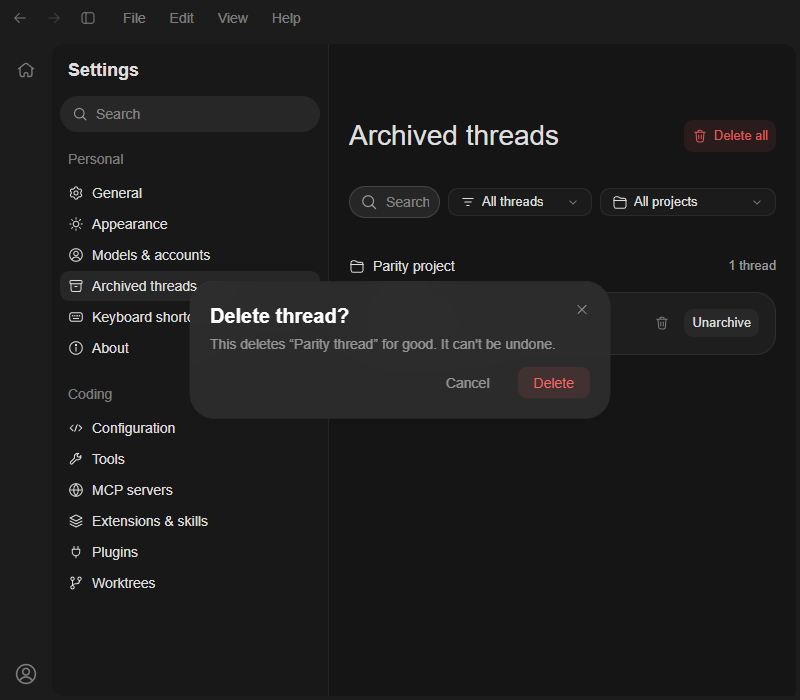 File Edit View Help
Settings
Search
Personal
General
Appearance
Models & accounts
Archived threads
Keyboard shortc
About
Coding
Configuration
Tools
MCP servers
Extensions & skills
Plugins
Worktrees
Archived threads
Delete all
Search
All threads
All projects
Parity project
1 thread
Unarchive
Delete thread?
This deletes “Parity thread” for good. It can't be undone.
Cancel
Delete